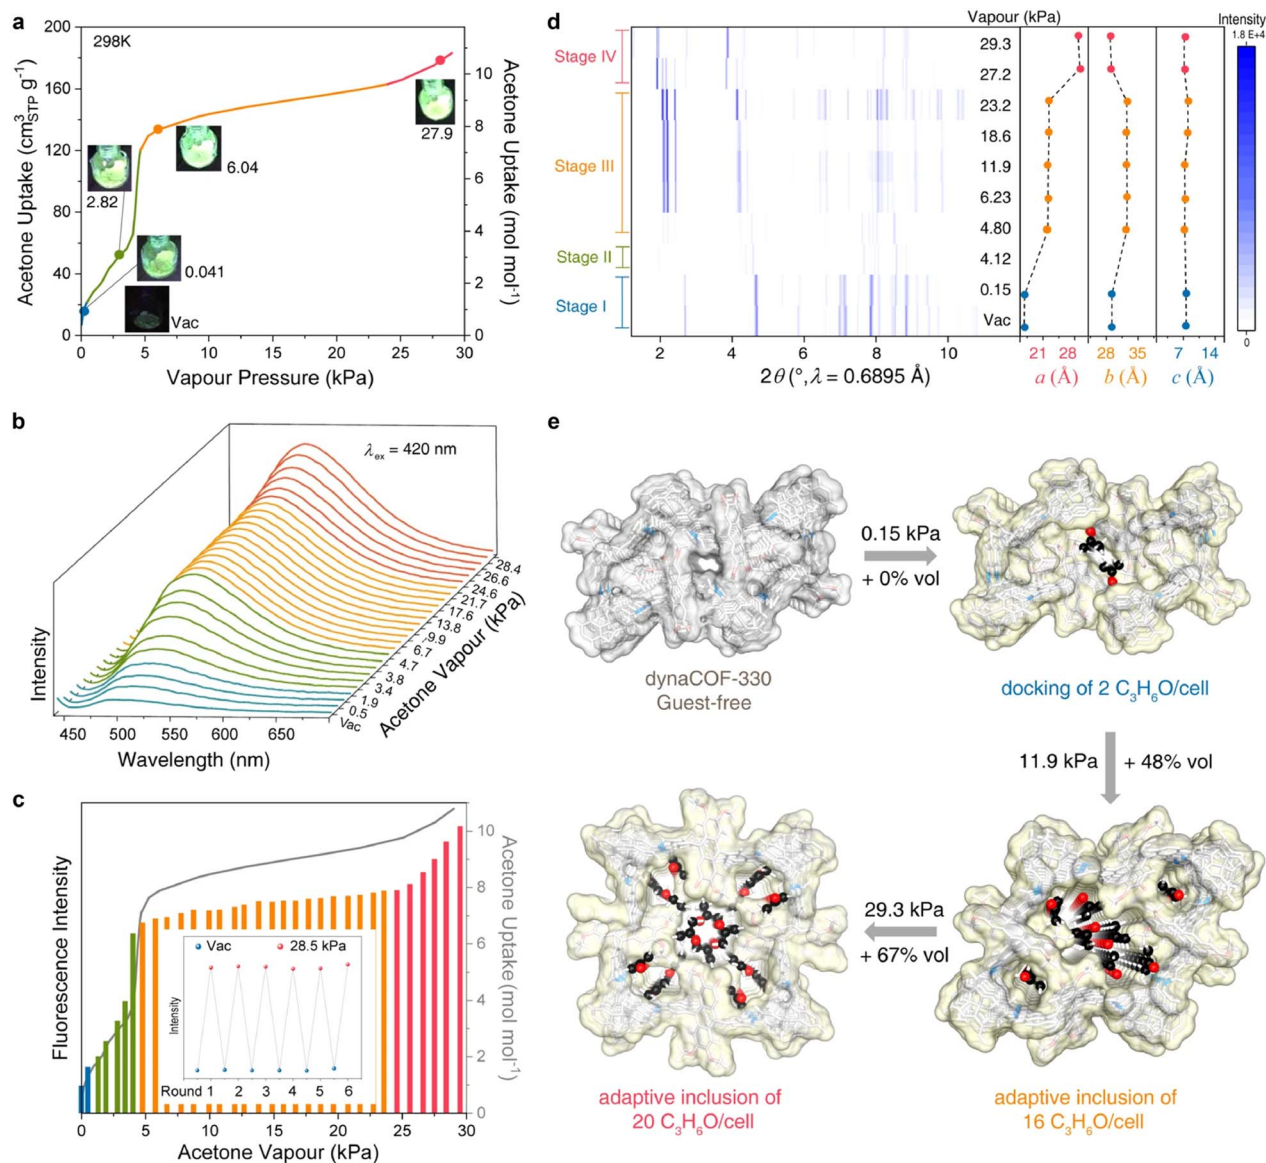 a
298K
200
160
120
80
40
0
Acetone Uptake (cm³STP g⁻¹)
10
8
6
4
2
0
Acetone Uptake (mol mol⁻¹)
27.9
6.04
2.82
0.041
Vac
0 5 10 15 20 25 30
Vapour Pressure (kPa)
b
λex = 420 nm
Intensity
450 500 550 600 650
Wavelength (nm)
28.4
26.6
24.6
21.7
17.6
13.8
9.9
6.7
4.7
3.8
3.4
1.9
0.5
Vac
Acetone Vapour (kPa)
c
Fluorescence Intensity
10
8
6
4
2
0
Acetone Uptake (mol mol⁻¹)
Vac 28.5 kPa
Intensity
Round 1 2 3 4 5 6
0 5 10 15 20 25 30
Acetone Vapour (kPa)
d
Vapour (kPa)
Intensity
1.8 E+4
0
Stage IV
Stage III
Stage II
Stage I
29.3
27.2
23.2
18.6
11.9
6.23
4.80
4.12
0.15
Vac
2 4 6 8 10
2θ (°, λ = 0.6895 Å)
21 28 28 35 7 14
a (Å) b (Å) c (Å)
e
0.15 kPa
+ 0% vol
dynaCOF-330
Guest-free
docking of 2 C₃H₆O/cell
11.9 kPa + 48% vol
29.3 kPa
+ 67% vol
adaptive inclusion of
20 C₃H₆O/cell
adaptive inclusion of
16 C₃H₆O/cell